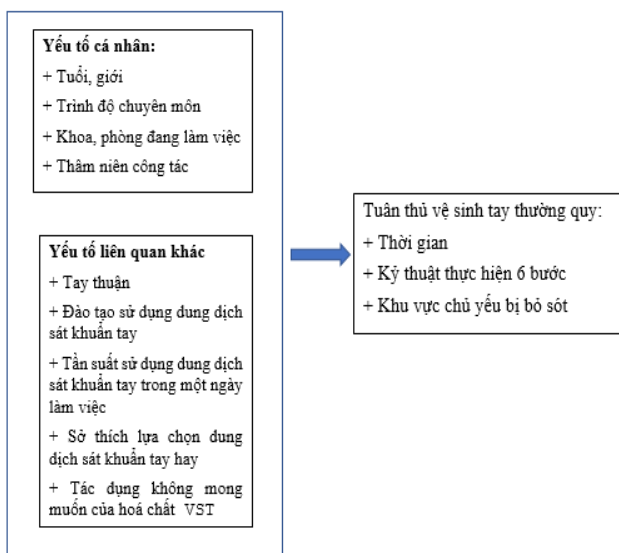 Yếu tố cá nhân:
+ Tuổi, giới
+ Trình độ chuyên môn
+ Khoa, phòng đang làm việc
+ Thâm niên công tác
Yếu tố liên quan khác
+ Tay thuận
+ Đào tạo sử dụng dung dịch
sát khuẩn tay
+ Tần suất sử dụng dung dịch
sát khuẩn tay trong một ngày
làm việc
+ Sở thích lựa chọn dung
dịch sát khuẩn tay hay
+ Tác dụng không mong
muốn của hoá chất VST
Tuân thủ vệ sinh tay thường quy:
+ Thời gian
+ Kỷ thuật thực hiện 6 bước
+ Khu vực chủ yếu bị bỏ sót